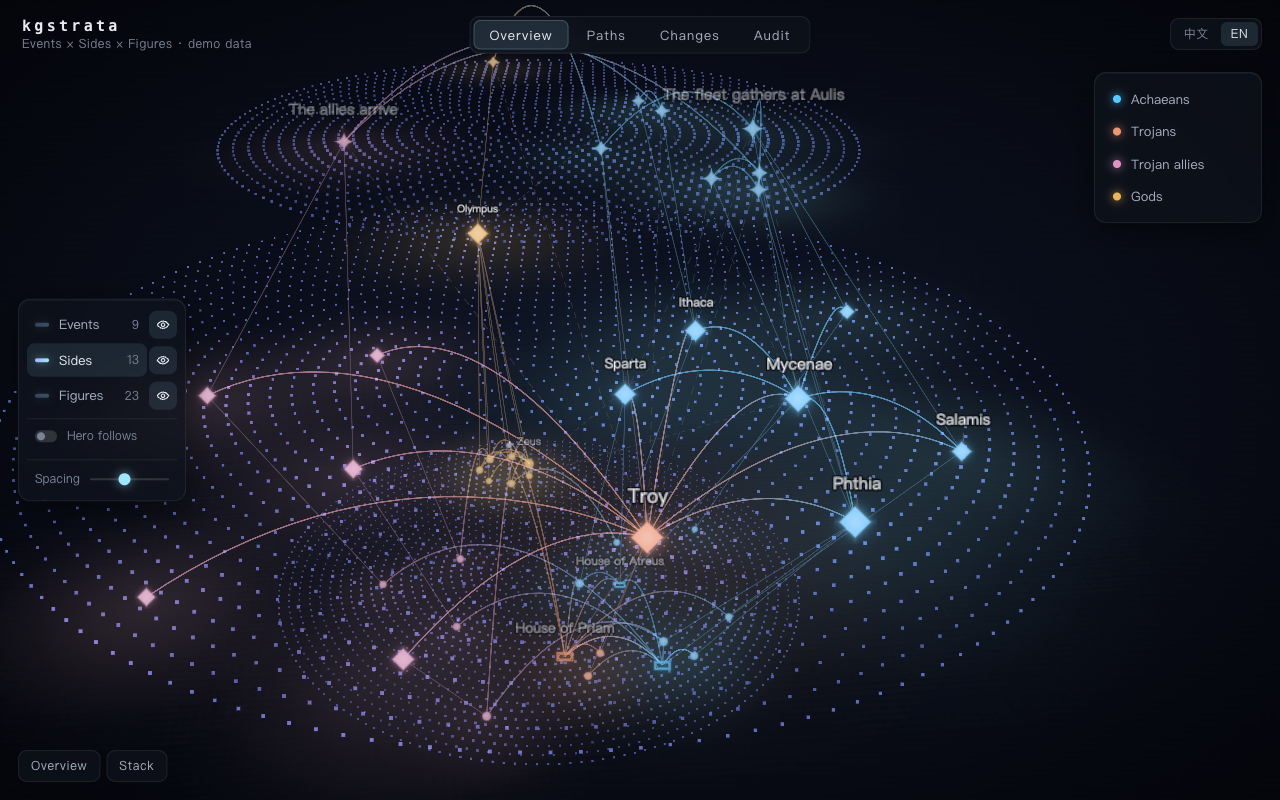 kgstrata
Events × Sides × Figures · demo data
Overview
Paths
Changes
Audit
中文
EN
Achaeans
Trojans
Trojan allies
Gods
The allies arrive
The fleet gathers at Aulis
Olympus
Ithaca
Sparta
Mycenae
Salamis
Zeus
Phthia
Troy
House of Atreus
House of Priam
Events 9
Sides 13
Figures 23
Hero follows
Spacing
Overview
Stack